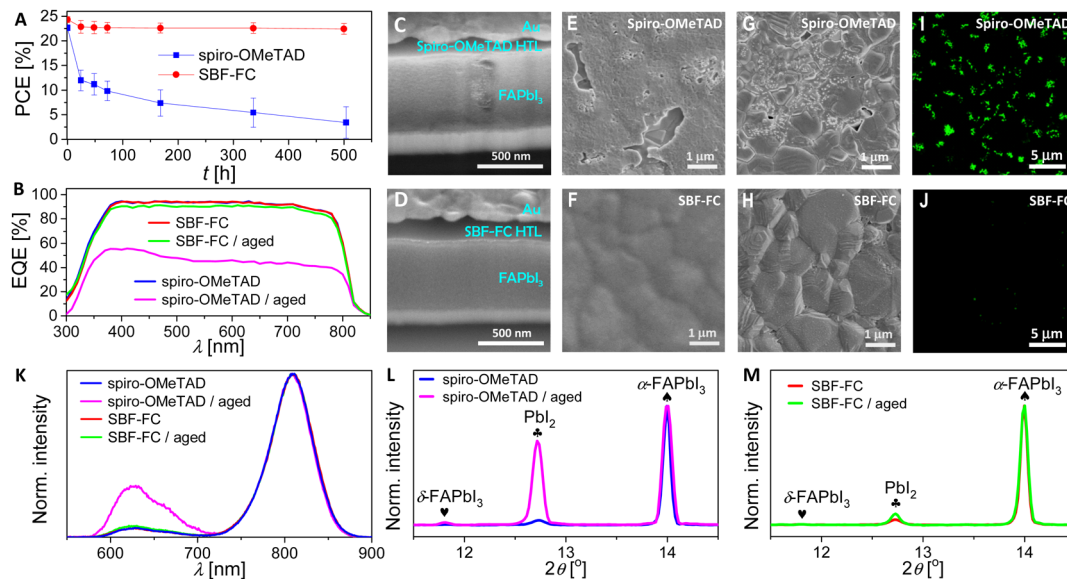 A
25
20
15
10
5
0
PCE [%]
spiro-OMeTAD
SBF-FC
0
100
200
300
400
500
t [h]
B
100
80
60
40
20
0
EQE [%]
SBF-FC
SBF-FC / aged
spiro-OMeTAD
spiro-OMeTAD / aged
300
400
500
600
700
800
λ [nm]
C
Au
Spiro-OMeTAD HTL
FAPbI₃
500 nm
D
Au
SBF-FC HTL
FAPbI₃
500 nm
E
Spiro-OMeTAD
1 µm
F
SBF-FC
1 µm
G
Spiro-OMeTAD
1 µm
H
SBF-FC
1 µm
I
Spiro-OMeTAD
5 µm
J
SBF-FC
5 µm
K
spiro-OMeTAD
spiro-OMeTAD / aged
SBF-FC
SBF-FC / aged
Norm. intensity
600
700
800
900
λ [nm]
L
spiro-OMeTAD
spiro-OMeTAD / aged
α-FAPbI₃
♠
PbI₂
♣
δ-FAPbI₃
♥
Norm. intensity
12
13
14
2θ [°]
M
SBF-FC
SBF-FC / aged
α-FAPbI₃
♠
PbI₂
♣
δ-FAPbI₃
♥
Norm. intensity
12
13
14
2θ [°]